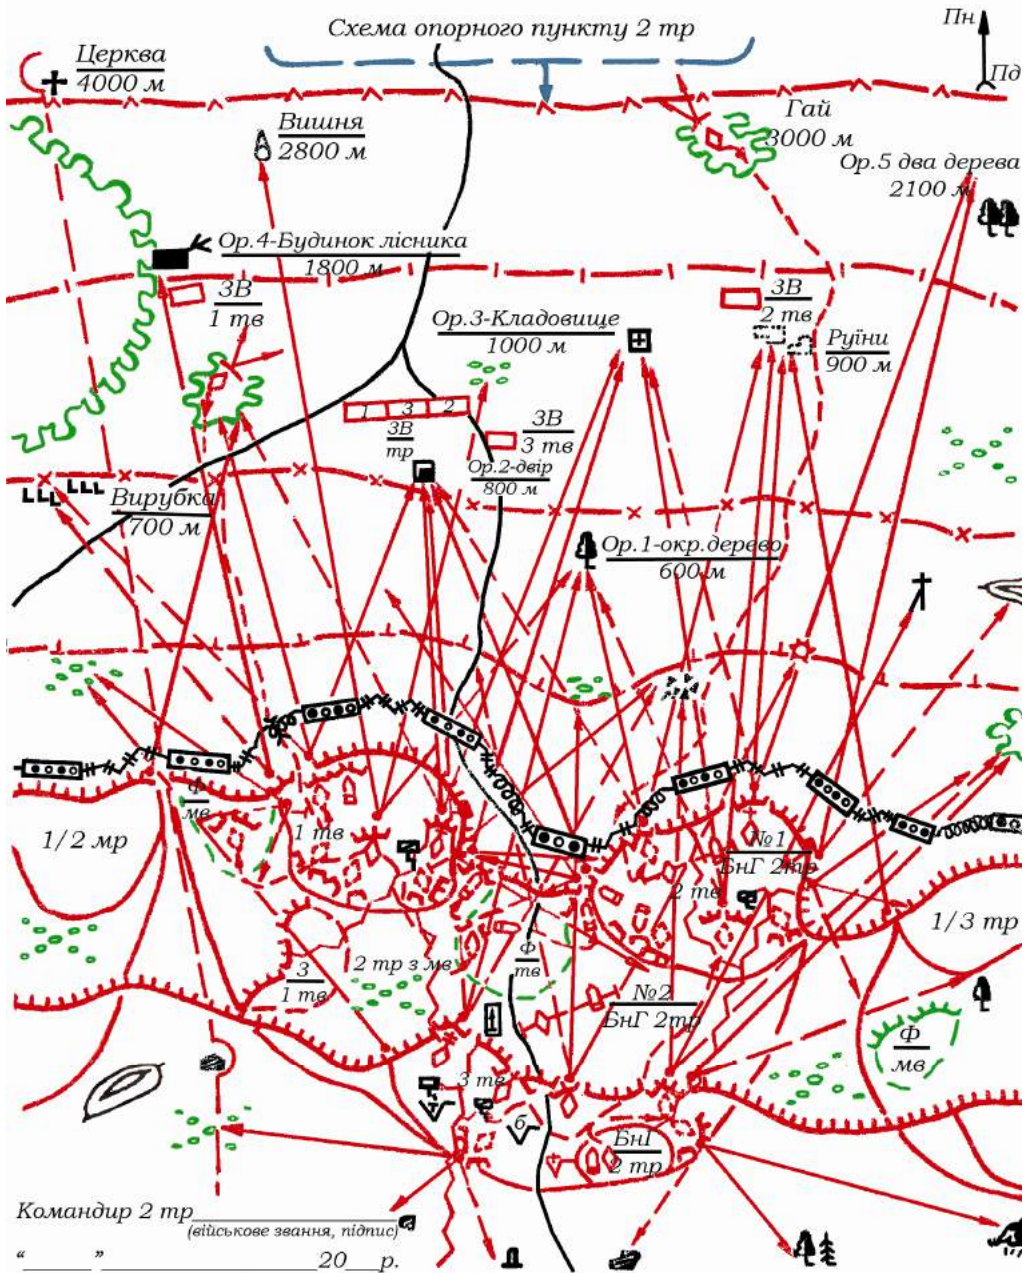 Схема опорного пункту 2 тр
Пн
Пд
Церква
4000 м
Вишня
2800 м
Гай
3000 м
Ор.5 два дерева
2100 м
Ор.4-Будинок лісника
1800 м
ЗВ
1 тв
ЗВ
2 тв
Ор.3-Кладовище
1000 м
Руїни
900 м
1 3 2
ЗВ
тр
ЗВ
3 тв
Ор.2-двір
800 м
Вирубка
700 м
Ор.1-окр.дерево
600 м
Ф
мв
1/2 мр
1 тв
№1
БнГ 2тр
2 тв
1/3 тр
З
1 тв
2 тр з мв
Ф
тв
№2
БнГ 2тр
Ф
мв
3 тв
б
БнГ
2 тр
Командир 2 тр
(військове звання, підпис)
“______”____________________20___р.